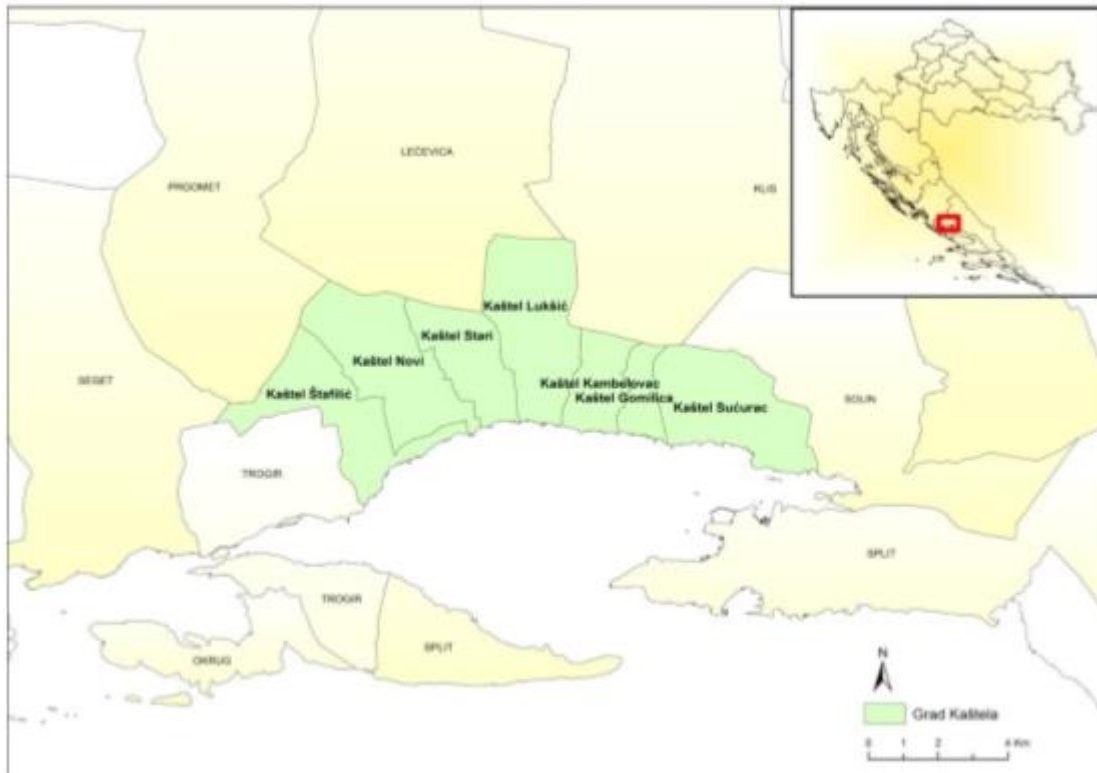 LEĆEVICA
PRGOMET
KLIS
Kaštel Lukšić
Kaštel Stari
Kaštel Novi
SEGET
Kaštel Štafilić
Kaštel Kambelovac
Kaštel Gomilica
Kaštel Sućurac
SOLIN
TROGIR
SPLIT
TROGIR
OKRUG
SPLIT
N
Grad Kaštela
0 1 2 4 Km